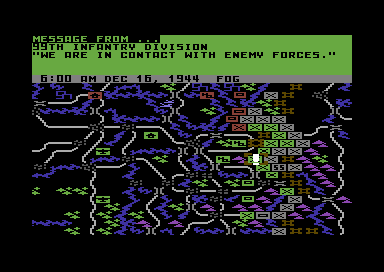 MESSAGE FROM ...
99TH INFANTRY DIVISION
"WE ARE IN CONTACT WITH ENEMY FORCES."
6:00 AM DEC 16, 1944 FOG